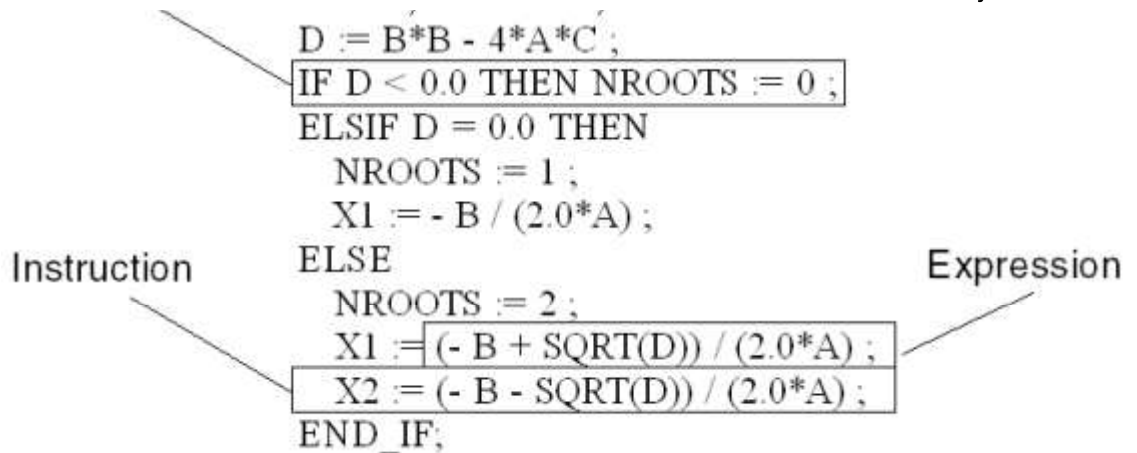 D := B*B - 4*A*C ;
IF D < 0.0 THEN NROOTS := 0 ;
ELSIF D = 0.0 THEN
NROOTS := 1 ;
X1 := - B / (2.0*A) ;
Instruction
ELSE
Expression
NROOTS := 2 ;
X1 := (- B + SQRT(D)) / (2.0*A) ;
X2 := (- B - SQRT(D)) / (2.0*A) ;
END_IF;